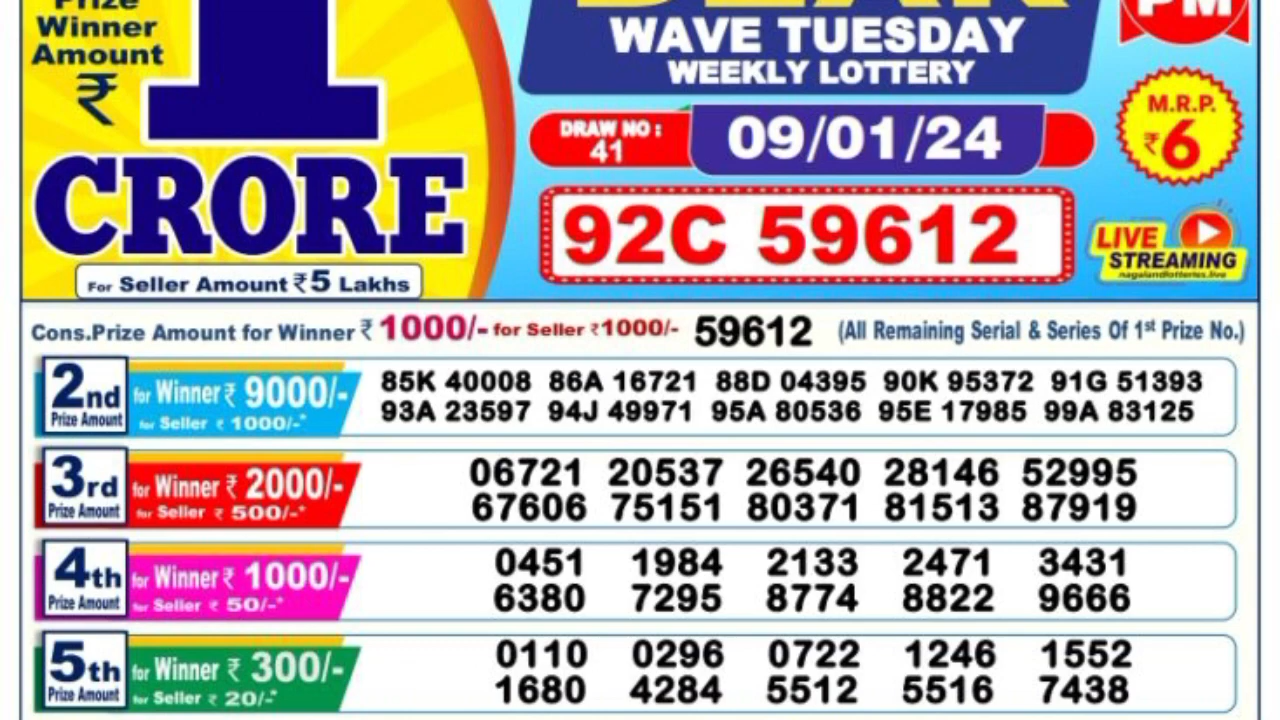 Prize
Winner
Amount
₹
1
CRORE
For Seller Amount ₹5 Lakhs
DEAR
WAVE TUESDAY
WEEKLY LOTTERY
PM
DRAW NO :
41
09/01/24
M.R.P.
₹6
92C 59612
LIVE
STREAMING
nagalandlotteries.live
Cons.Prize Amount for Winner ₹ 1000/- for Seller ₹1000/- 59612 (All Remaining Serial & Series Of 1st Prize No.)
2nd
Prize Amount
for Winner ₹ 9000/-
for Seller ₹ 1000/-*
85K 40008 86A 16721 88D 04395 90K 95372 91G 51393
93A 23597 94J 49971 95A 80536 95E 17985 99A 83125
3rd
Prize Amount
for Winner ₹ 2000/-
for Seller ₹ 500/-*
06721 20537 26540 28146 52995
67606 75151 80371 81513 87919
4th
Prize Amount
for Winner ₹ 1000/-
for Seller ₹ 50/-*
0451 1984 2133 2471 3431
6380 7295 8774 8822 9666
5th
Prize Amount
for Winner ₹ 300/-
for Seller ₹ 20/-*
0110 0296 0722 1246 1552
1680 4284 5512 5516 7438